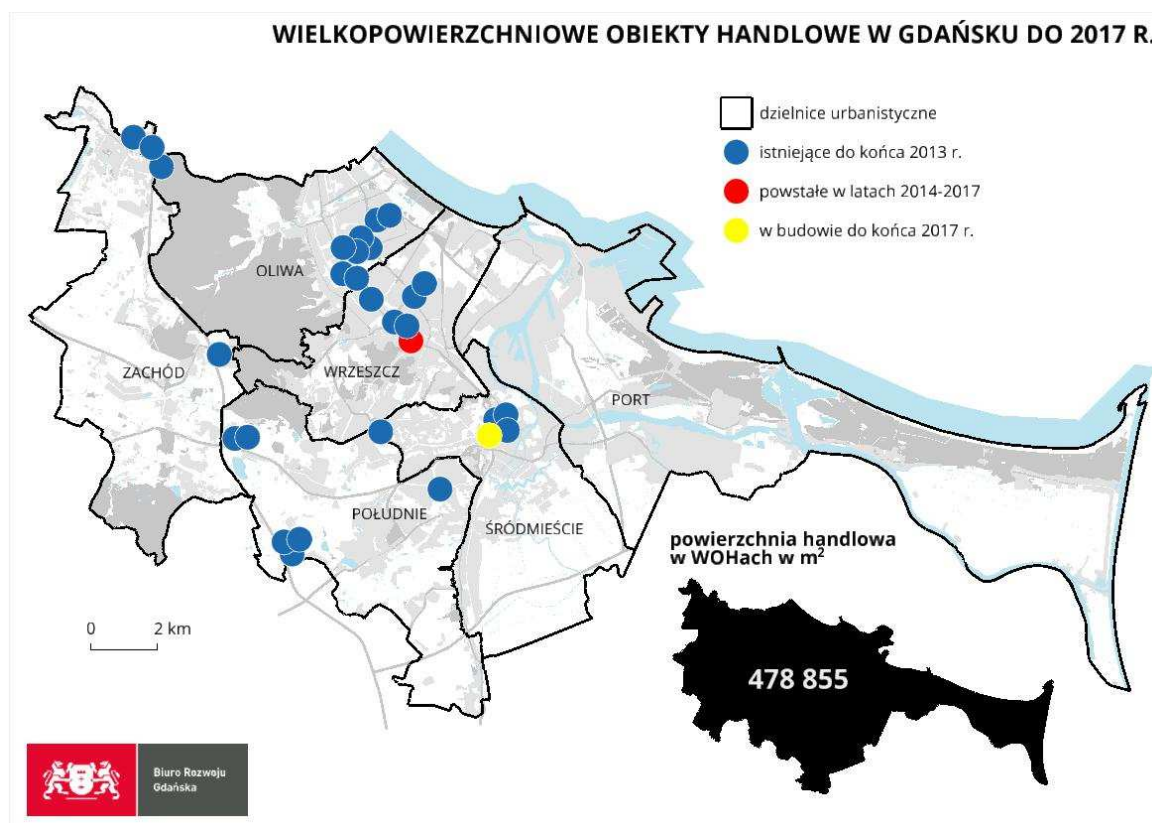 WIELKOPOWIERZCHNIOWE OBIEKTY HANDLOWE W GDAŃSKU DO 2017 R.
dzielnice urbanistyczne
istniejące do końca 2013 r.
powstałe w latach 2014-2017
w budowie do końca 2017 r.
OLIWA
ZACHÓD
WRZESZCZ
PORT
POŁUDNIE
ŚRÓDMIEŚCIE
powierzchnia handlowa
w WOHach w m²
0 2 km
478 855
Biuro Rozwoju
Gdańska